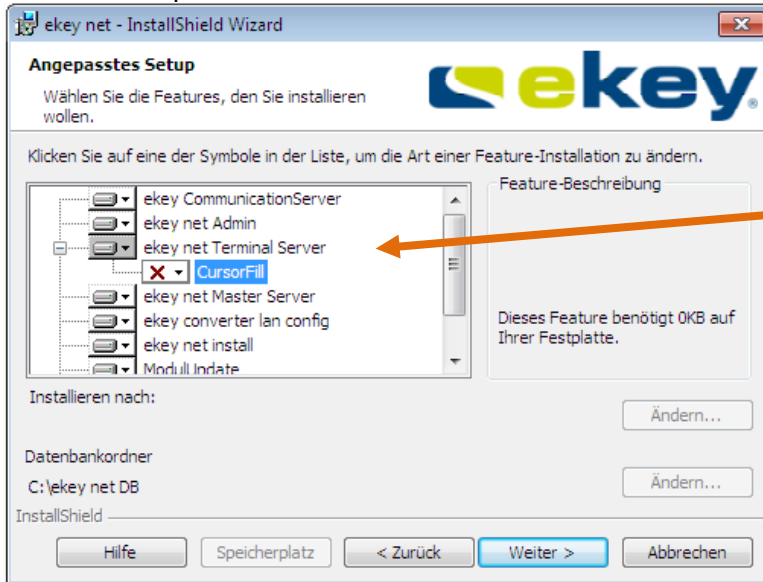 ekey net - InstallShield Wizard
Angepasstes Setup
Wählen Sie die Features, den Sie installieren
wollen.
ekey
Klicken Sie auf eine der Symbole in der Liste, um die Art einer Feature-Installation zu ändern.
ekey CommunicationServer
ekey net Admin
ekey net Terminal Server
CursorFill
ekey net Master Server
ekey converter lan config
ekey net install
ModulUpdate
Feature-Beschreibung
Dieses Feature benötigt 0KB auf
Ihrer Festplatte.
Installieren nach:
Ändern...
Datenbankordner
C:\ekey net DB
Ändern...
InstallShield
Hilfe
Speicherplatz
< Zurück
Weiter >
Abbrechen